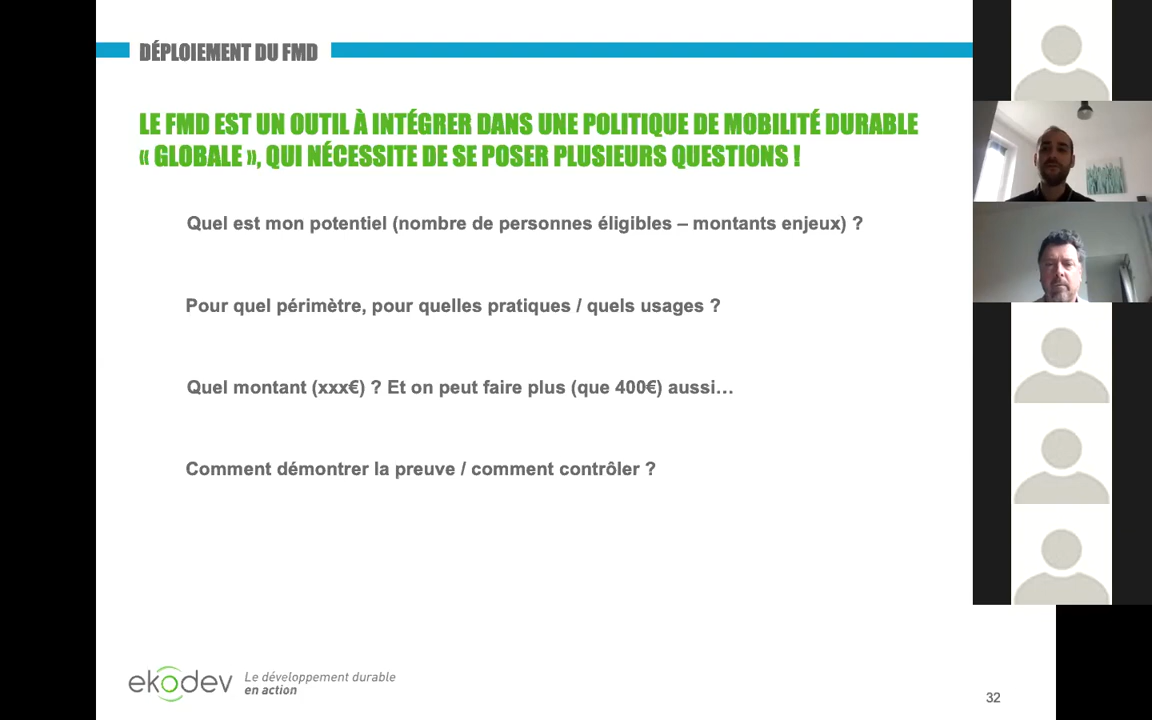 DÉPLOIEMENT DU FMD
LE FMD EST UN OUTIL À INTÉGRER DANS UNE POLITIQUE DE MOBILITÉ DURABLE
« GLOBALE », QUI NÉCESSITE DE SE POSER PLUSIEURS QUESTIONS !
Quel est mon potentiel (nombre de personnes éligibles – montants enjeux) ?
Pour quel périmètre, pour quelles pratiques / quels usages ?
Quel montant (xxx€) ? Et on peut faire plus (que 400€) aussi…
Comment démontrer la preuve / comment contrôler ?
ekodev
Le développement durable
en action
32